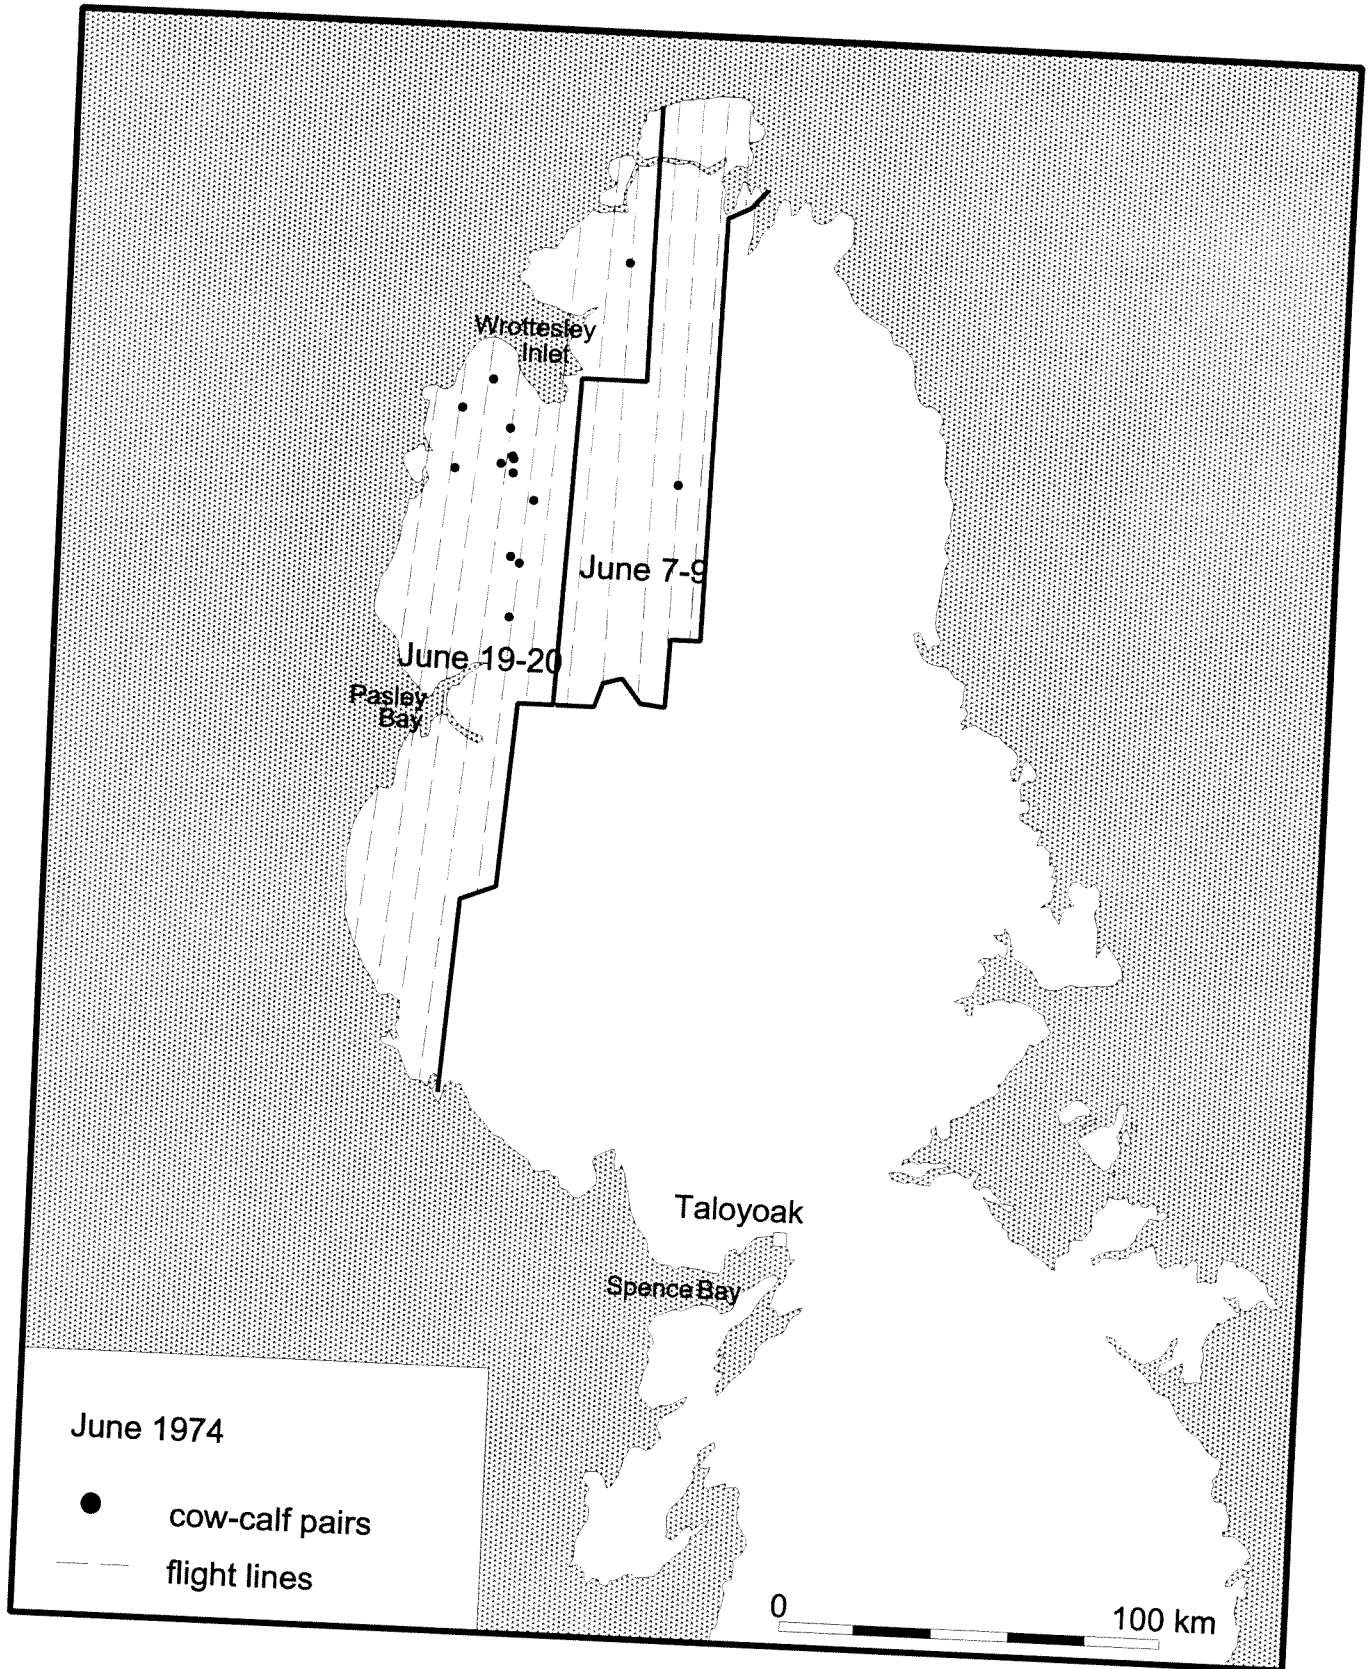 Wrottesley
Inlet
June 7-9
June 19-20
Pasley
Bay
Taloyoak
Spence Bay
June 1974
cow-calf pairs
flight lines
0
100 km